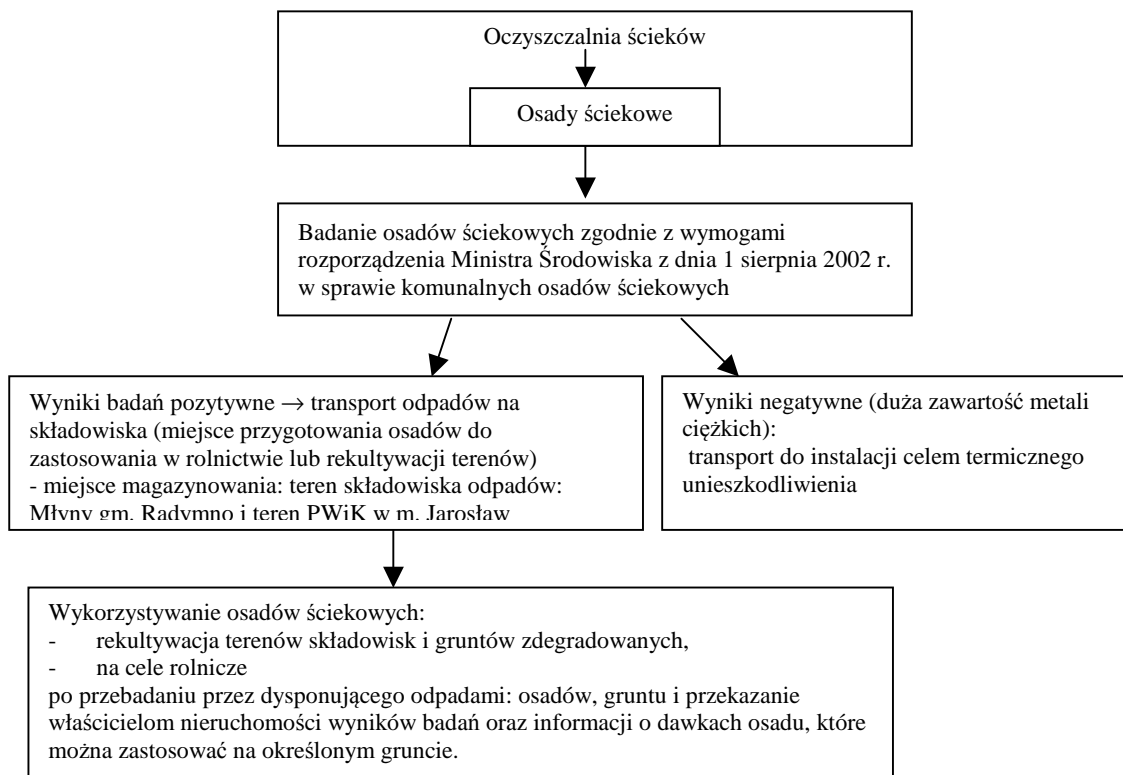 Oczyszczalnia ścieków
Osady ściekowe
Badanie osadów ściekowych zgodnie z wymogami
rozporządzenia Ministra Środowiska z dnia 1 sierpnia 2002 r.
w sprawie komunalnych osadów ściekowych
Wyniki badań pozytywne → transport odpadów na
składowiska (miejsce przygotowania osadów do
zastosowania w rolnictwie lub rekultywacji terenów)
- miejsce magazynowania: teren składowiska odpadów:
Młyny gm. Radymno i teren PWiK w m. Jarosław
Wyniki negatywne (duża zawartość metali
ciężkich):
transport do instalacji celem termicznego
unieszkodliwienia
Wykorzystywanie osadów ściekowych:
- rekultywacja terenów składowisk i gruntów zdegradowanych,
- na cele rolnicze
po przebadaniu przez dysponującego odpadami: osadów, gruntu i przekazanie
właścicielom nieruchomości wyników badań oraz informacji o dawkach osadu, które
można zastosować na określonym gruncie.